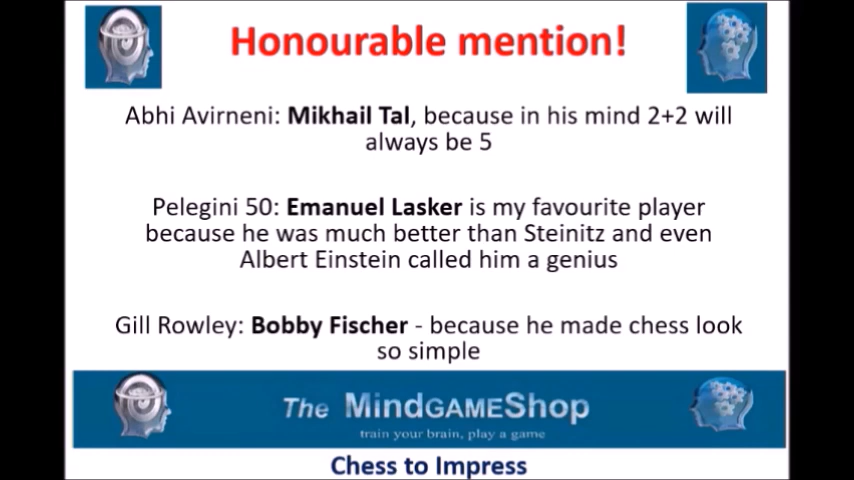 Honourable mention!
Abhi Avirneni: Mikhail Tal, because in his mind 2+2 will
always be 5
Pelegini 50: Emanuel Lasker is my favourite player
because he was much better than Steinitz and even
Albert Einstein called him a genius
Gill Rowley: Bobby Fischer - because he made chess look
so simple
The MINDGAMESHOP
train your brain, play a game
Chess to Impress